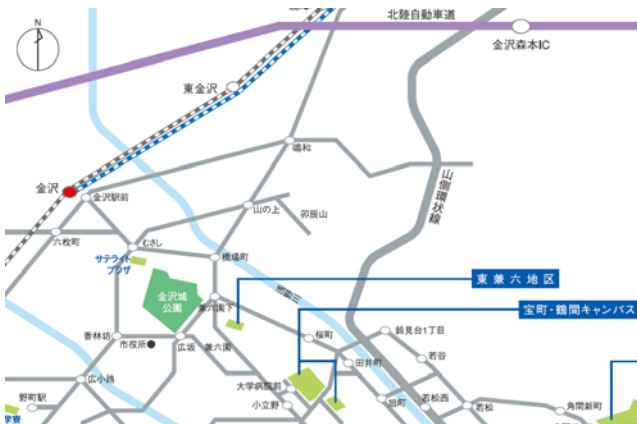 北陸自動車道
N
金沢森本IC
東金沢
鳴和
金沢
金沢駅前
山側環状線
山の上
卯辰山
六枚町
むさし
サテライト
プラザ
橋場町
東兼六地区
金沢城
公園
浅野川
兼六園下
宝町・鶴間キャンパス
香林坊
市役所
広坂
兼六園
桜町
鈴見台1丁目
田井町
若谷
広小路
大学病院前
野町駅
小立野
旭町
若松西
若松
角間新町
学寮